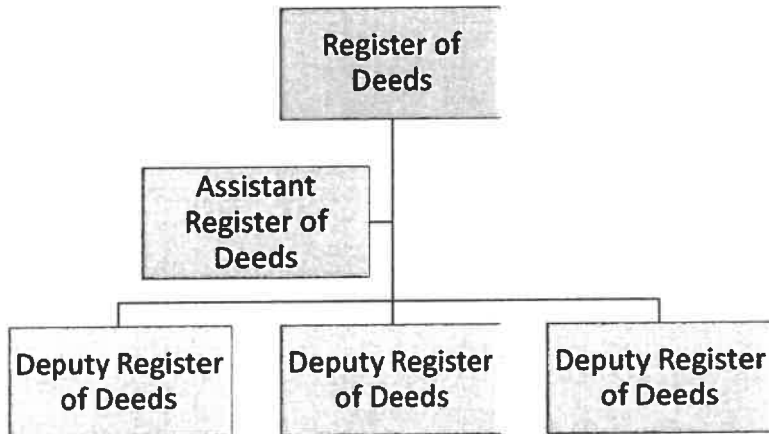 Register of
Deeds
Assistant
Register of
Deeds
Deputy Register
of Deeds
Deputy Register
of Deeds
Deputy Register
of Deeds